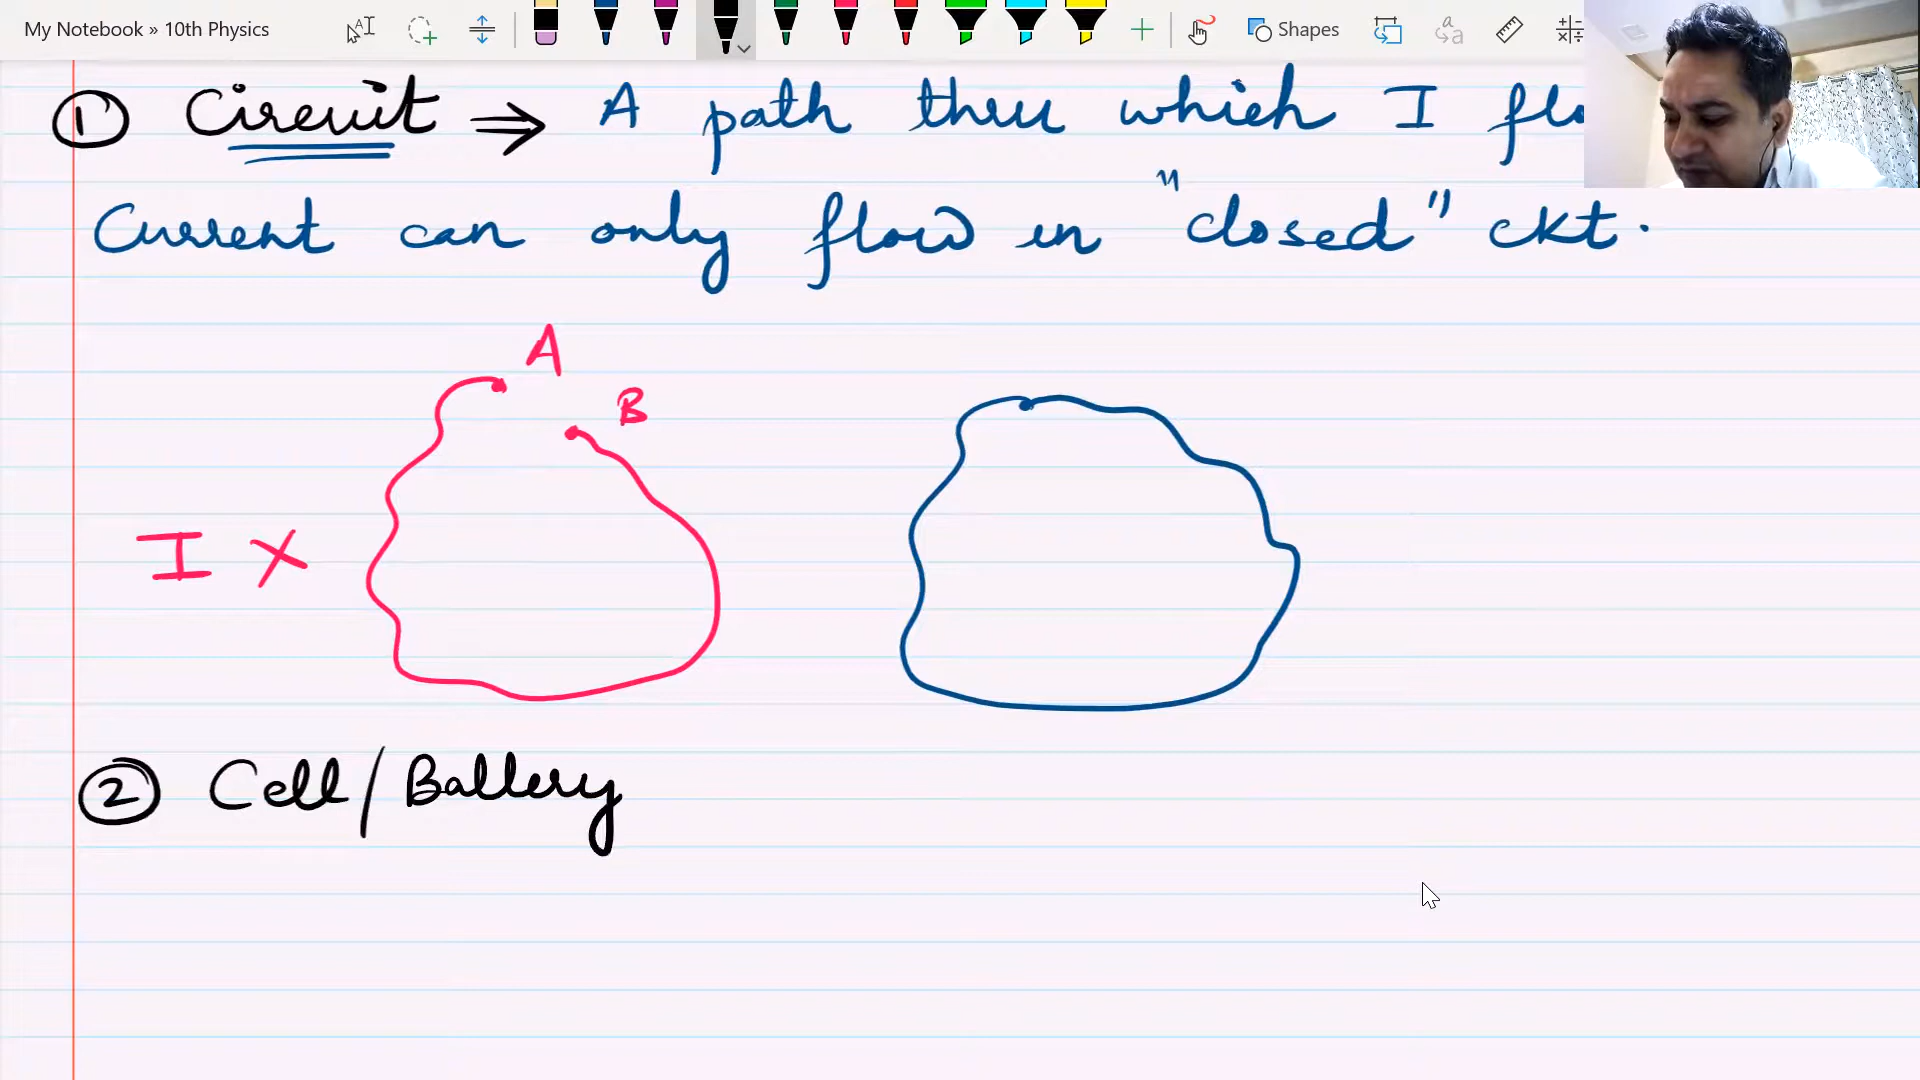 My Notebook » 10th Physics
Shapes
① Circuit ⇒ A path thru which I
Current can only flow in "closed" ckt.
A
B
I ×
② Cell/Battery